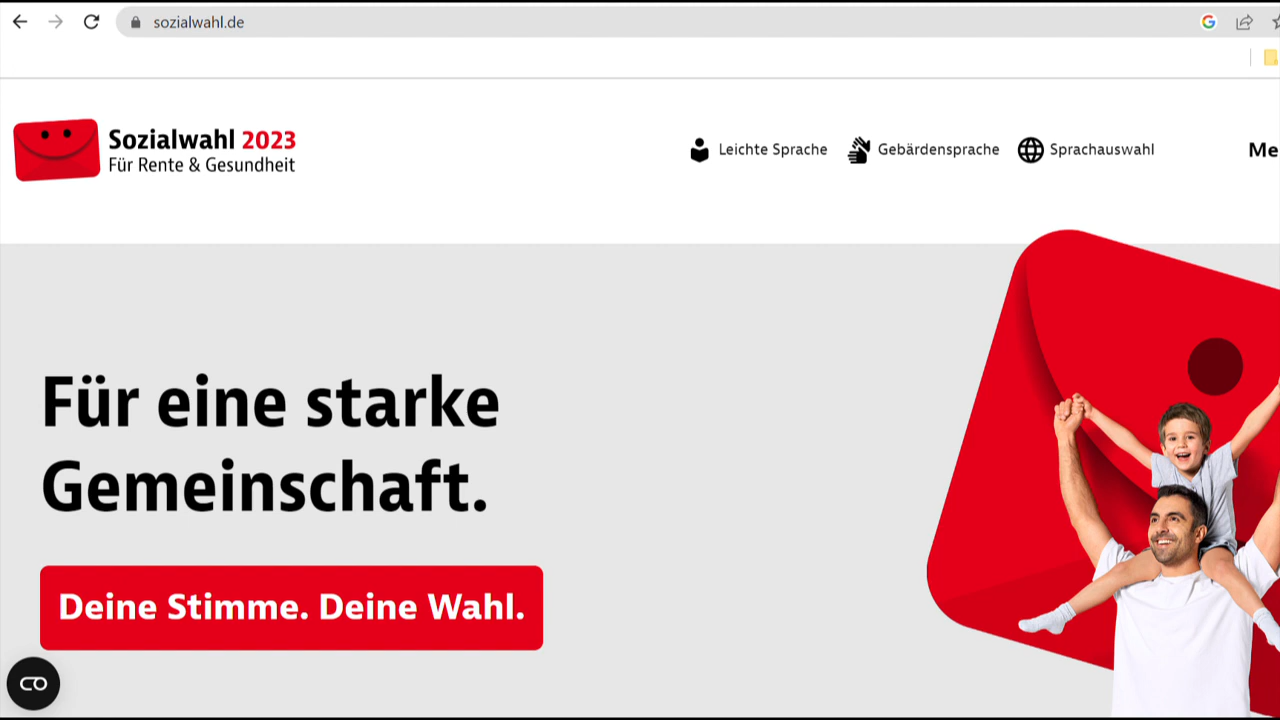 sozialwahl.de
Sozialwahl 2023
Für Rente & Gesundheit
Leichte Sprache
Gebärdensprache
Sprachauswahl
Me
Für eine starke
Gemeinschaft.
Deine Stimme. Deine Wahl.